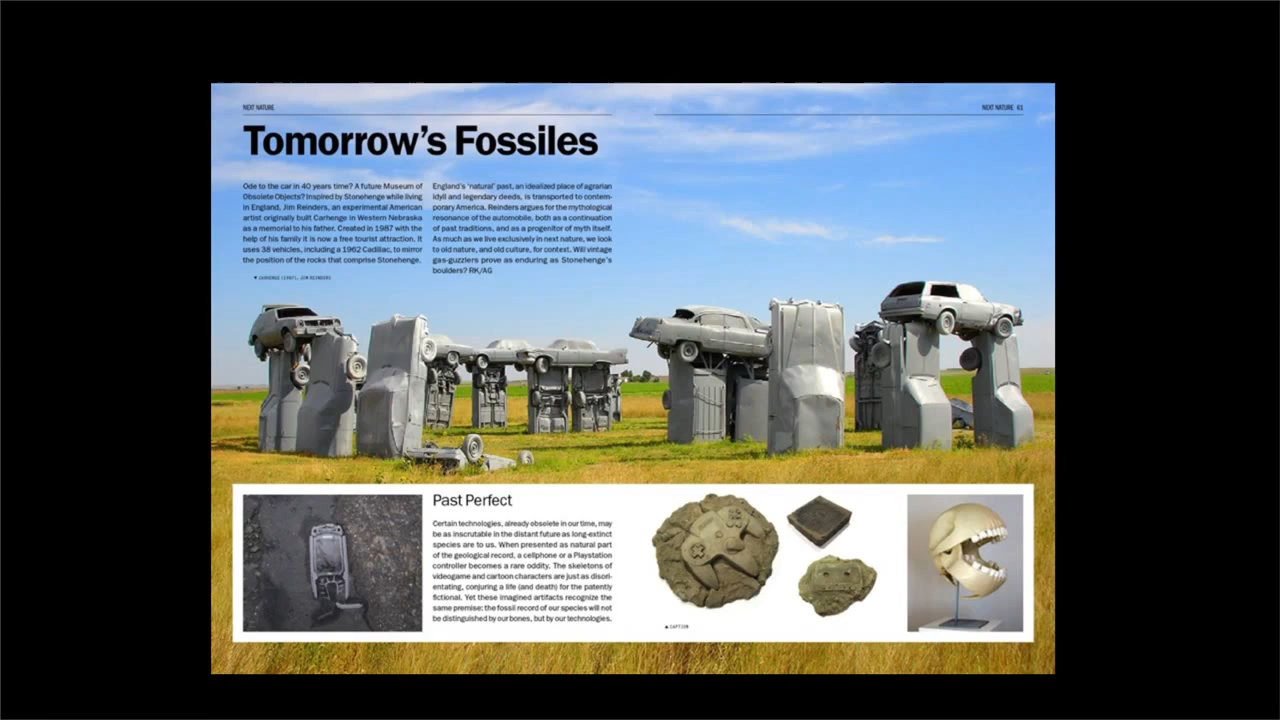 NEXT NATURE
NEXT NATURE 61
Tomorrow's Fossiles
Ode to the car in 40 years time? A future Museum of
Obsolete Objects? Inspired by Stonehenge while living
in England, Jim Reinders, an experimental American
artist originally built Carhenge in Western Nebraska
as a memorial to his father. Created in 1987 with the
help of his family it is now a free tourist attraction. It
uses 38 vehicles, including a 1962 Cadillac, to mirror
the position of the rocks that comprise Stonehenge.
▼ CARHENGE (1987), JIM REINDERS
England's 'natural' past, an idealized place of agrarian
idyll and legendary deeds, is transported to contem-
porary America. Reinders argues for the mythological
resonance of the automobile, both as a continuation
of past traditions, and as a progenitor of myth itself.
As much as we live exclusively in next nature, we look
to old nature, and old culture, for context. Will vintage
gas-guzzlers prove as enduring as Stonehenge's
boulders? RK/AG
Past Perfect
Certain technologies, already obsolete in our time, may
be as inscrutable in the distant future as long-extinct
species are to us. When presented as natural part
of the geological record, a cellphone or a Playstation
controller becomes a rare oddity. The skeletons of
videogame and cartoon characters are just as disori-
entating, conjuring a life (and death) for the patently
fictional. Yet these imagined artifacts recognize the
same premise: the fossil record of our species will not
be distinguished by our bones, but by our technologies.
▲ CAPTION